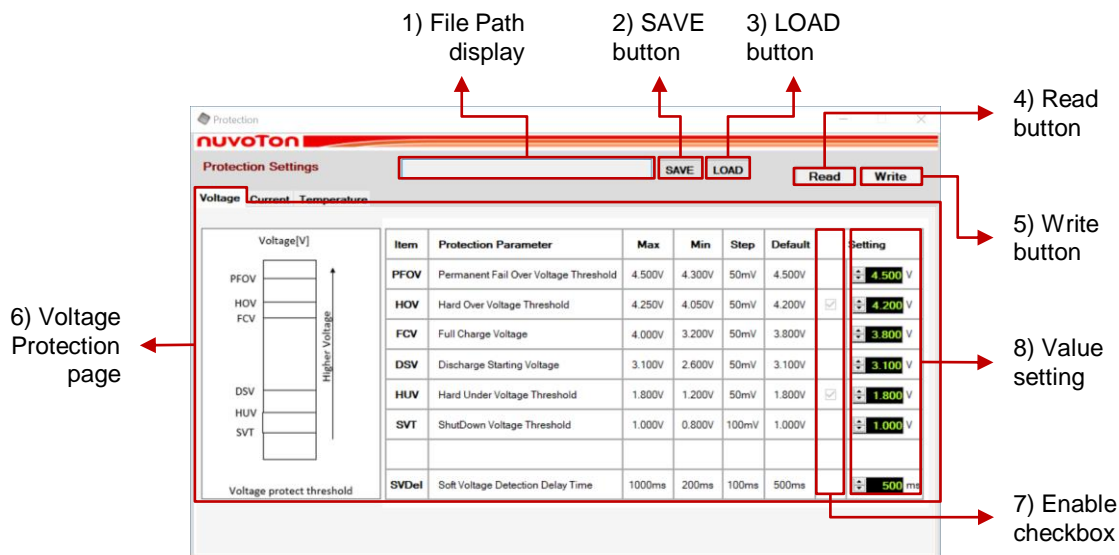 1) File Path
display
2) SAVE
button
3) LOAD
button
4) Read
button
Protection
nuvoTon
Protection Settings
SAVE
LOAD
Read
Write
5) Write
button
Voltage Current Temperature
Voltage[V]
PFOV
HOV
FCV
DSV
HUV
SVT
Higher Voltage
Voltage protect threshold
Item Protection Parameter Max Min Step Default Setting
PFOV Permanent Fail Over Voltage Threshold 4.500V 4.300V 50mV 4.500V 4.500 V
HOV Hard Over Voltage Threshold 4.250V 4.050V 50mV 4.200V 4.200 V
FCV Full Charge Voltage 4.000V 3.200V 50mV 3.800V 3.800 V
DSV Discharge Starting Voltage 3.100V 2.600V 50mV 3.100V 3.100 V
HUV Hard Under Voltage Threshold 1.800V 1.200V 50mV 1.800V 1.800 V
SVT ShutDown Voltage Threshold 1.000V 0.800V 100mV 1.000V 1.000 V
SVDel Soft Voltage Detection Delay Time 1000ms 200ms 100ms 500ms 500 ms
6) Voltage
Protection
page
8) Value
setting
7) Enable
checkbox